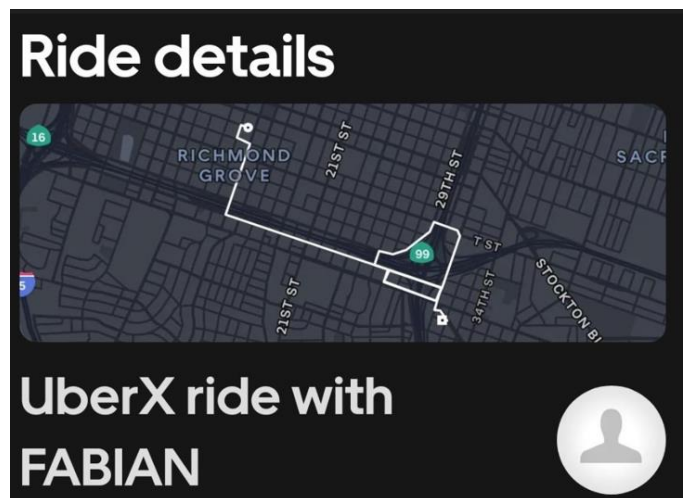 Ride details
16
RICHMOND
GROVE
21ST ST
29TH ST
SACR
99
T ST
5
21ST ST
34TH ST
STOCKTON BL
UberX ride with
FABIAN